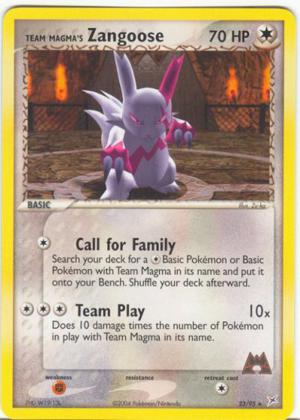 TEAM MAGMA'S Zangoose 70 HP
BASIC
Call for Family
Search your deck for a Basic Pokémon or Basic
Pokémon with Team Magma in its name and put it
onto your Bench. Shuffle your deck afterward.
Team Play 10x
Does 10 damage times the number of Pokémon
in play with Team Magma in its name.
weakness resistance retreat cost
©2004 Pokémon/Nintendo
23/95